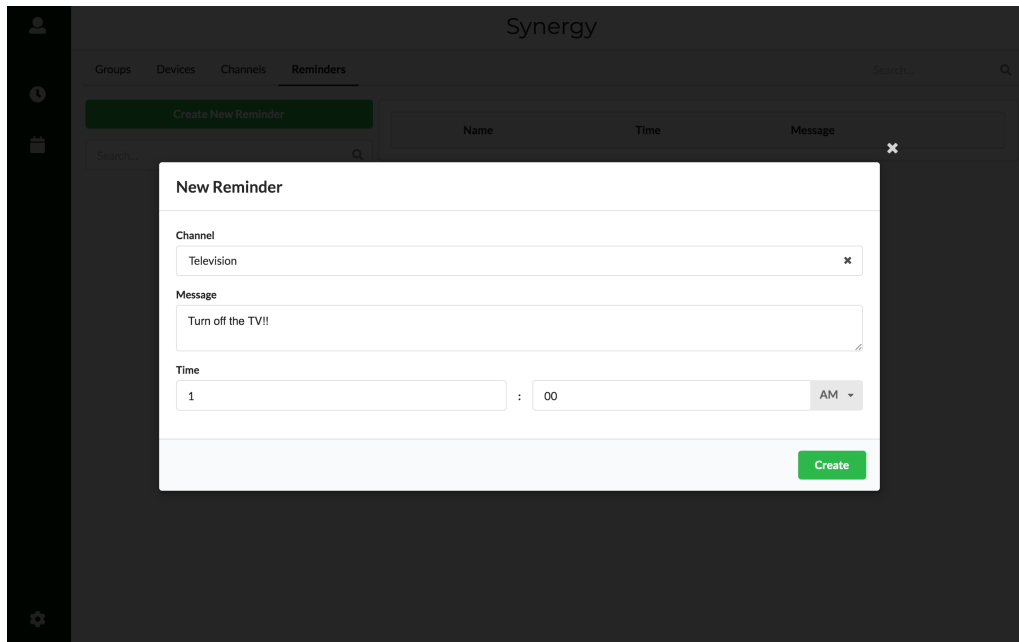 Synergy
Groups Devices Channels Reminders Search...
Create New Reminder
Name Time Message
Search...
New Reminder
Channel
Television
Message
Turn off the TV!!
Time
1 : 00 AM
Create